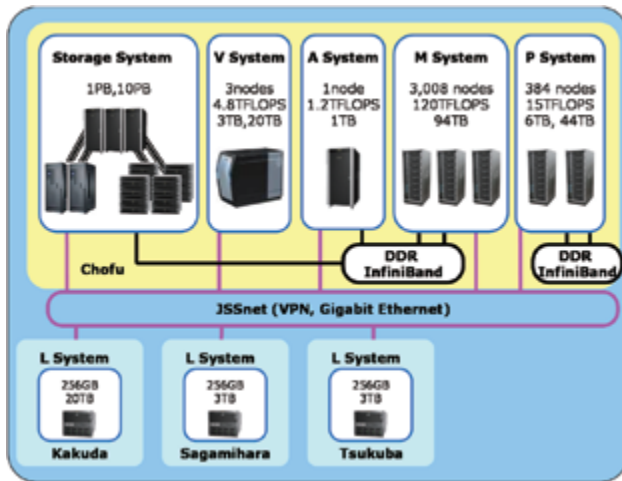 Storage System
1PB,10PB
V System
3nodes
4.8TFLOPS
3TB,20TB
A System
1node
1.2TFLOPS
1TB
M System
3,008 nodes
120TFLOPS
94TB
P System
384 nodes
15TFLOPS
6TB, 44TB
Chofu
DDR
InfiniBand
DDR
InfiniBand
JSSnet (VPN, Gigabit Ethernet)
L System
256GB
20TB
Kakuda
L System
256GB
3TB
Sagamihara
L System
256GB
3TB
Tsukuba